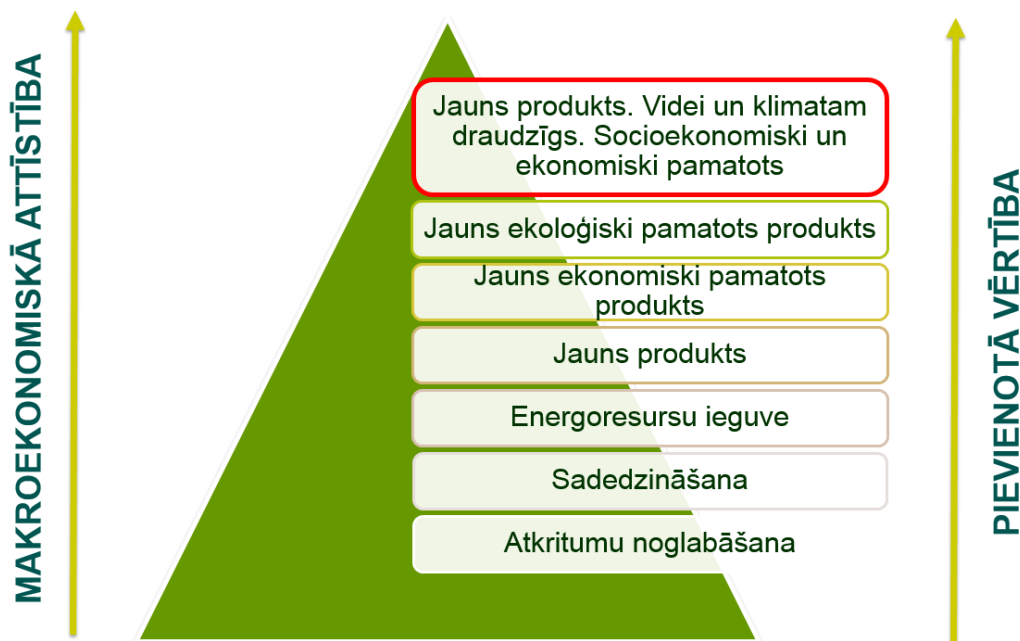 MAKROEKONOMISKĀ ATTĪSTĪBA
Jauns produkts. Videi un klimatam
draudzīgs. Socioekonomiski un
ekonomiski pamatots
Jauns ekoloģiski pamatots produkts
Jauns ekonomiski pamatots
produkts
Jauns produkts
Energoresursu ieguve
Sadedzināšana
Atkritumu noglabāšana
PIEVIENOTĀ VĒRTĪBA